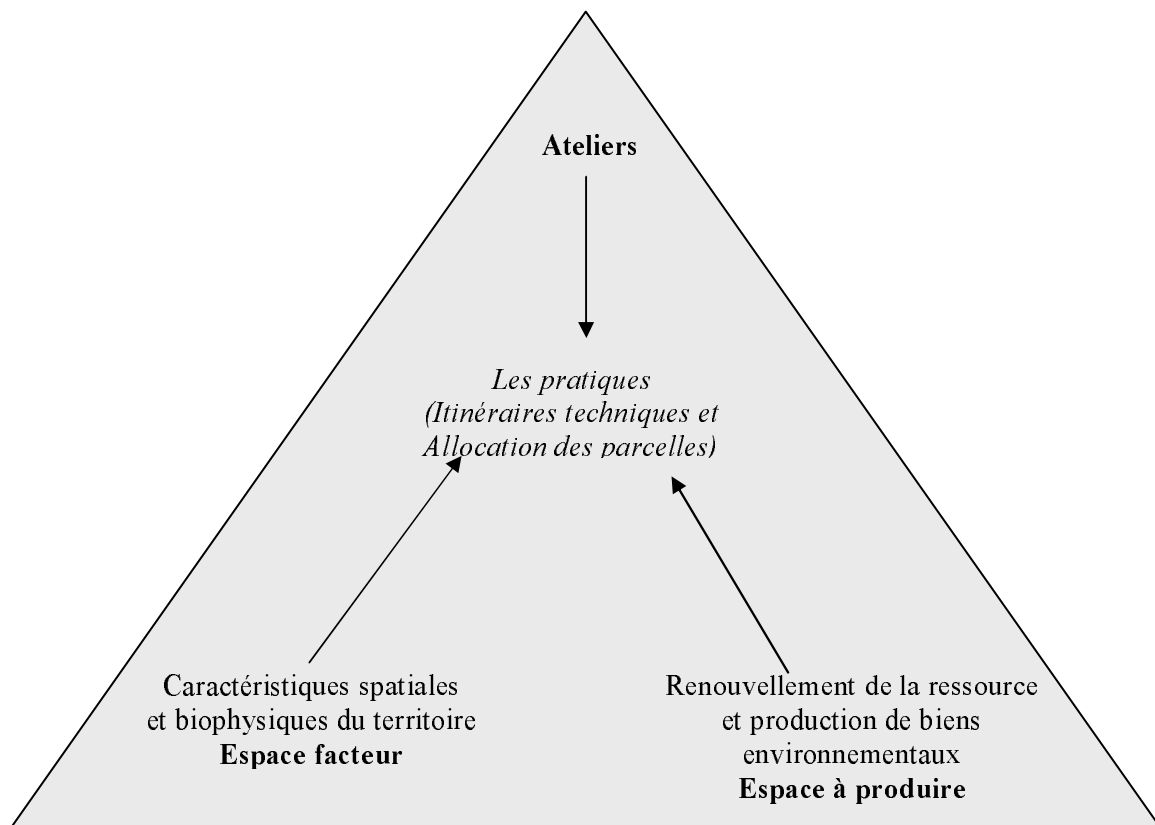 Ateliers
Les pratiques
(Itinéraires techniques et
Allocation des parcelles)
Caractéristiques spatiales
et biophysiques du territoire
Espace facteur
Renouvellement de la ressource
et production de biens
environnementaux
Espace à produire